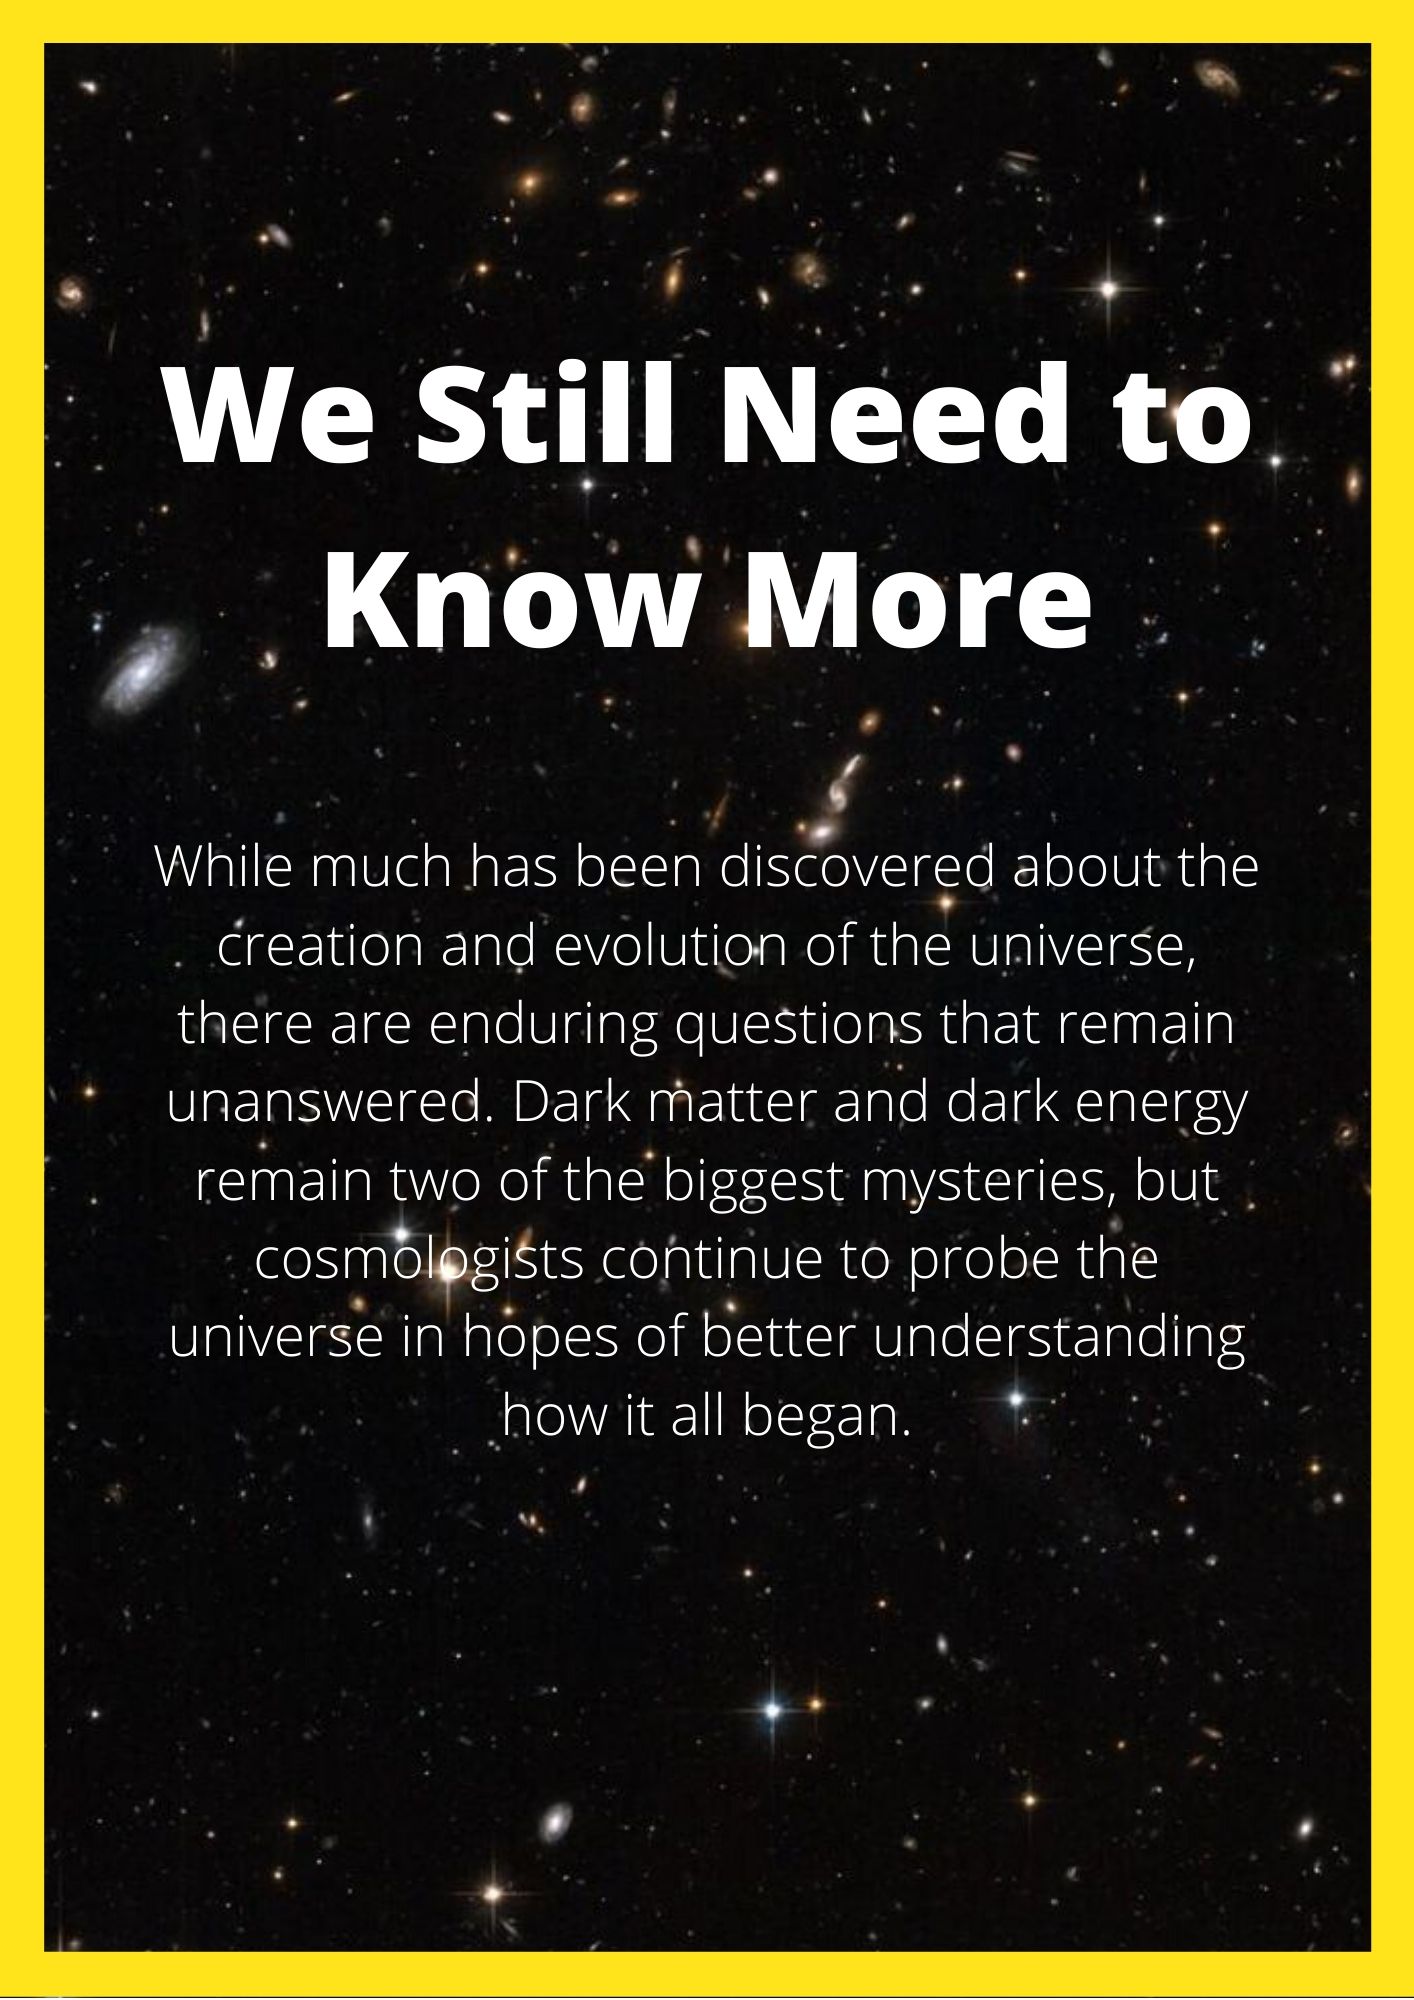 We Still Need to
Know More
While much has been discovered about the
creation and evolution of the universe,
there are enduring questions that remain
unanswered. Dark matter and dark energy
remain two of the biggest mysteries, but
cosmologists continue to probe the
universe in hopes of better understanding
how it all began.